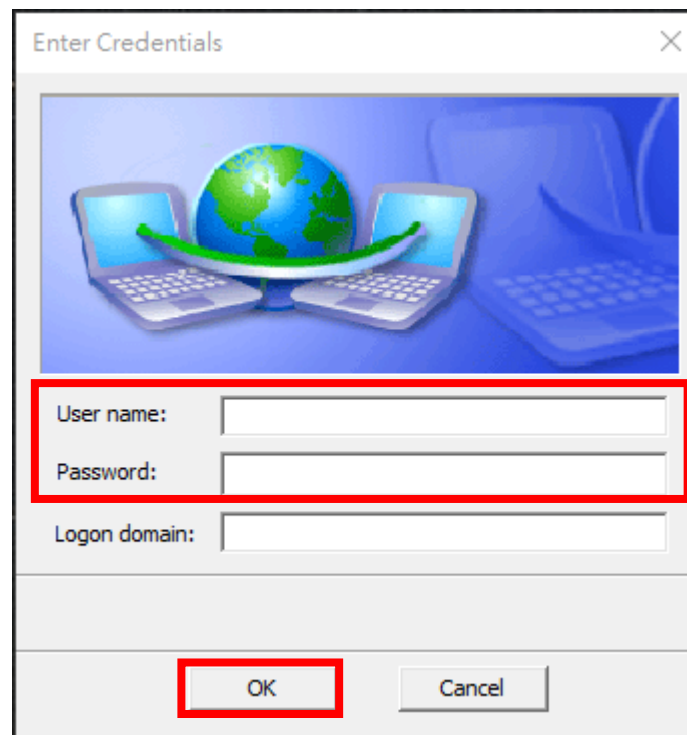 Enter Credentials
User name:
Password:
Logon domain:
OK Cancel